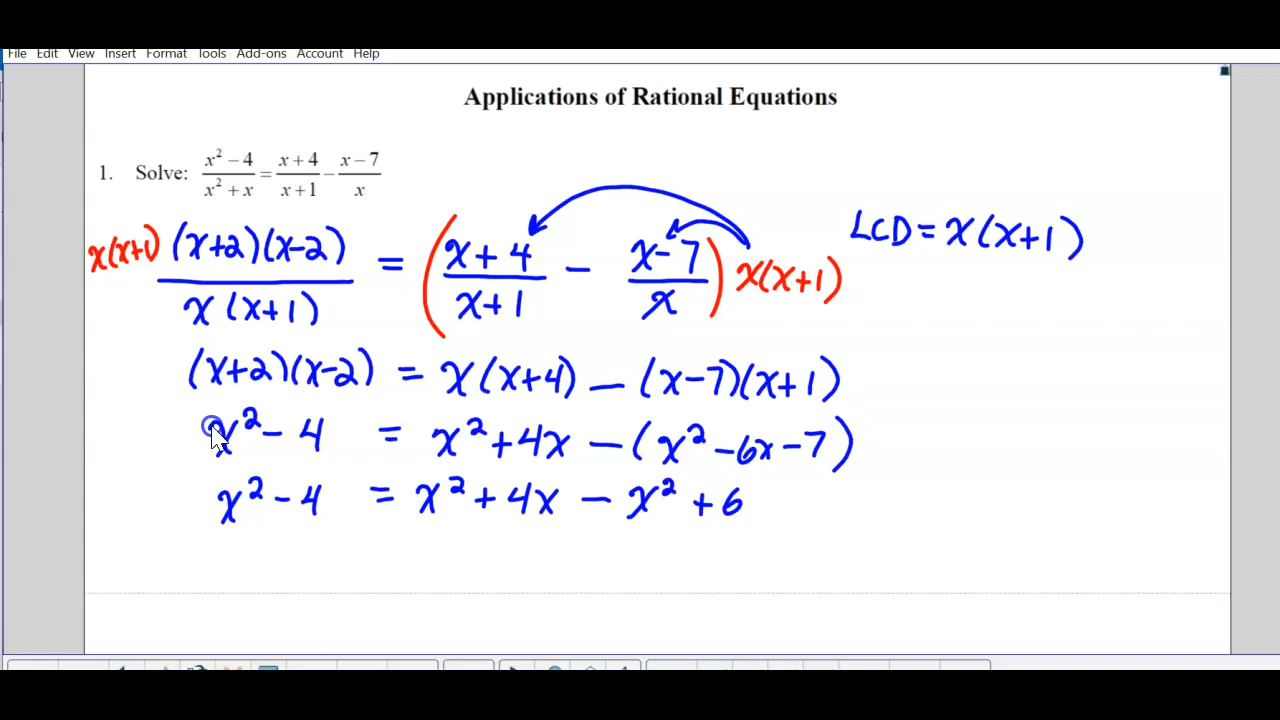 File Edit View Insert Format Tools Add-ons Account Help
Applications of Rational Equations
1. Solve: (x² − 4)/(x² + x) = (x + 4)/(x + 1) − (x − 7)/x
LCD = x(x+1)
x(x+1) (x+2)(x-2)/(x(x+1)) = ((x+4)/(x+1) − (x-7)/x) x(x+1)
(x+2)(x-2) = x(x+4) − (x-7)(x+1)
x² - 4 = x² + 4x − (x² - 6x - 7)
x² - 4 = x² + 4x − x² + 6